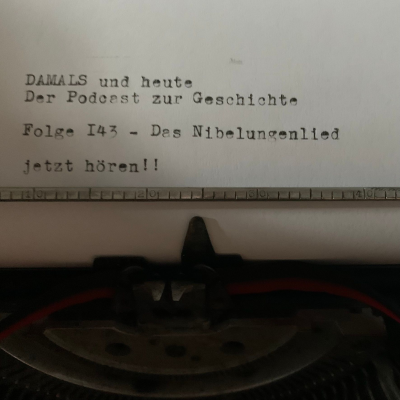 DAMALS und heute
Der Podcast zur Geschichte
Folge I43 - Das Nibelungenlied
jetzt hören!!